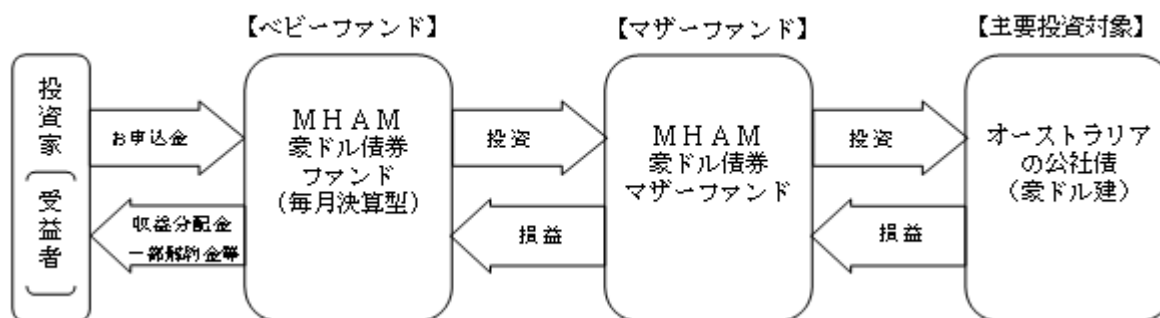 【ベビーファンド】
【マザーファンド】
【主要投資対象】
投資家
（受益者）
お申込金
収益分配金
一部解約金等
ＭＨＡＭ
豪ドル債券
ファンド
（毎月決算型）
投資
損益
ＭＨＡＭ
豪ドル債券
マザーファンド
投資
損益
オーストラリア
の公社債
（豪ドル建）